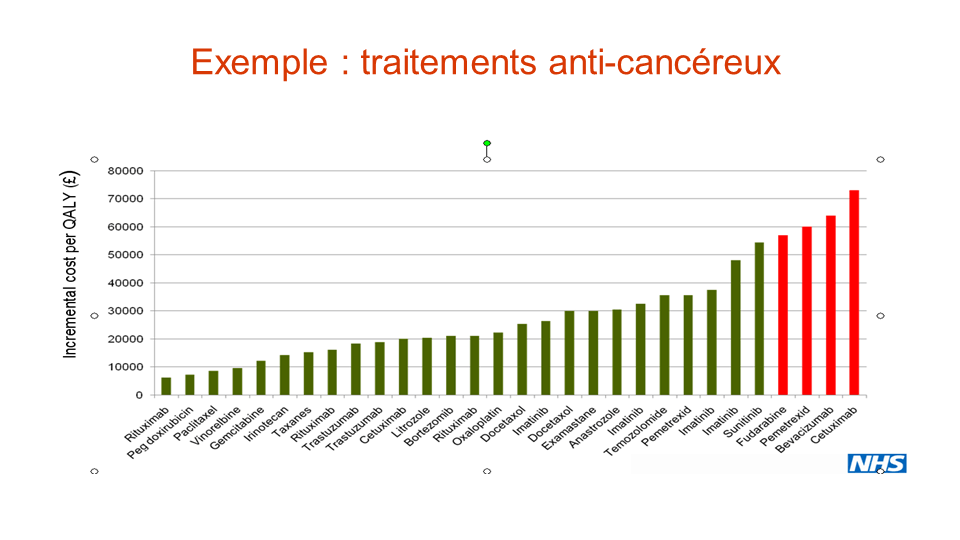 Exemple : traitements anti-cancéreux
Incremental cost per QALY (£)
80000
70000
60000
50000
40000
30000
20000
10000
0
Rituximab
Peg doxirubicin
Paclitaxel
Vinorelbine
Gemcitabine
Irinotecan
Taxanes
Rituximab
Trastuzumab
Trastuzumab
Cetuximab
Litrozole
Bortezomib
Rituximab
Oxaloplatin
Docetaxol
Imatinib
Docetaxol
Examastane
Anastrozole
Imatinib
Temozolomide
Pemetrexid
Imatinib
Imatinib
Sunitinib
Fudarabine
Pemetrexid
Bevacizumab
Cetuximab
NHS